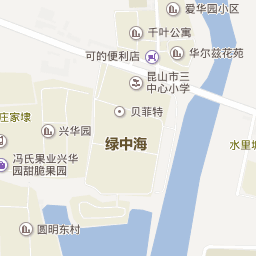 爱华园小区
千叶公寓
华尔兹花苑
可的便利店
昆山市三
中心小学
贝菲特
庄家埭
兴华园
绿中海
水里城
冯氏果业兴华
园甜脆果园
圆明东村